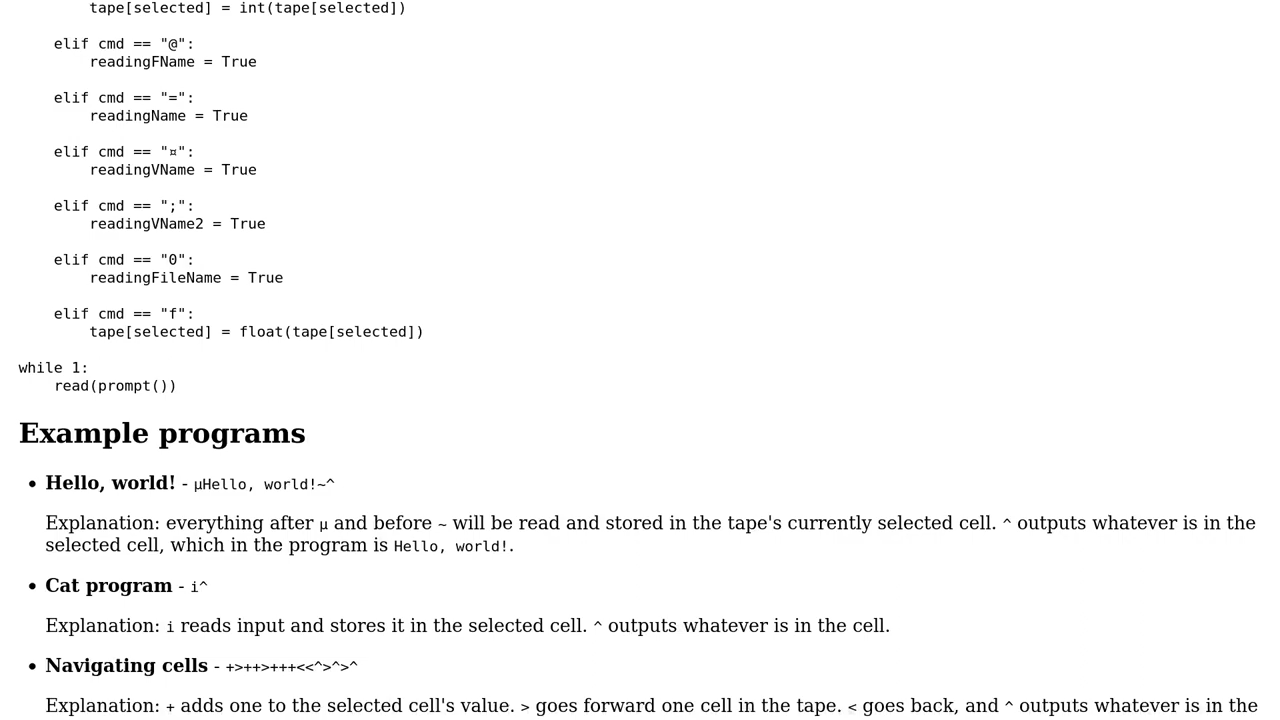 tape[selected] = int(tape[selected])
    elif cmd == "@":
        readingFName = True
    elif cmd == "=":
        readingName = True
    elif cmd == "¤":
        readingVName = True
    elif cmd == ";":
        readingVName2 = True
    elif cmd == "0":
        readingFileName = True
    elif cmd == "f":
        tape[selected] = float(tape[selected])
while 1:
    read(prompt())
Example programs
• Hello, world! - µHello, world!~^
Explanation: everything after µ and before ~ will be read and stored in the tape's currently selected cell. ^ outputs whatever is in the
selected cell, which in the program is Hello, world!.
• Cat program - i^
Explanation: i reads input and stores it in the selected cell. ^ outputs whatever is in the cell.
• Navigating cells - +>++>+++<<^>^>^
Explanation: + adds one to the selected cell's value. > goes forward one cell in the tape. < goes back, and ^ outputs whatever is in the